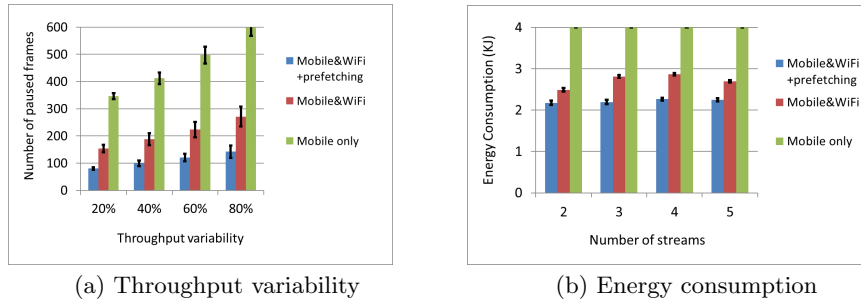 Number of paused frames
600
500
400
300
200
100
0
20% 40% 60% 80%
Throughput variability
Mobile&WiFi
+prefetching
Mobile&WiFi
Mobile only
(a) Throughput variability
Energy Consumption (KJ)
4
3
2
1
0
2 3 4 5
Number of streams
Mobile&WiFi
+prefetching
Mobile&WiFi
Mobile only
(b) Energy consumption